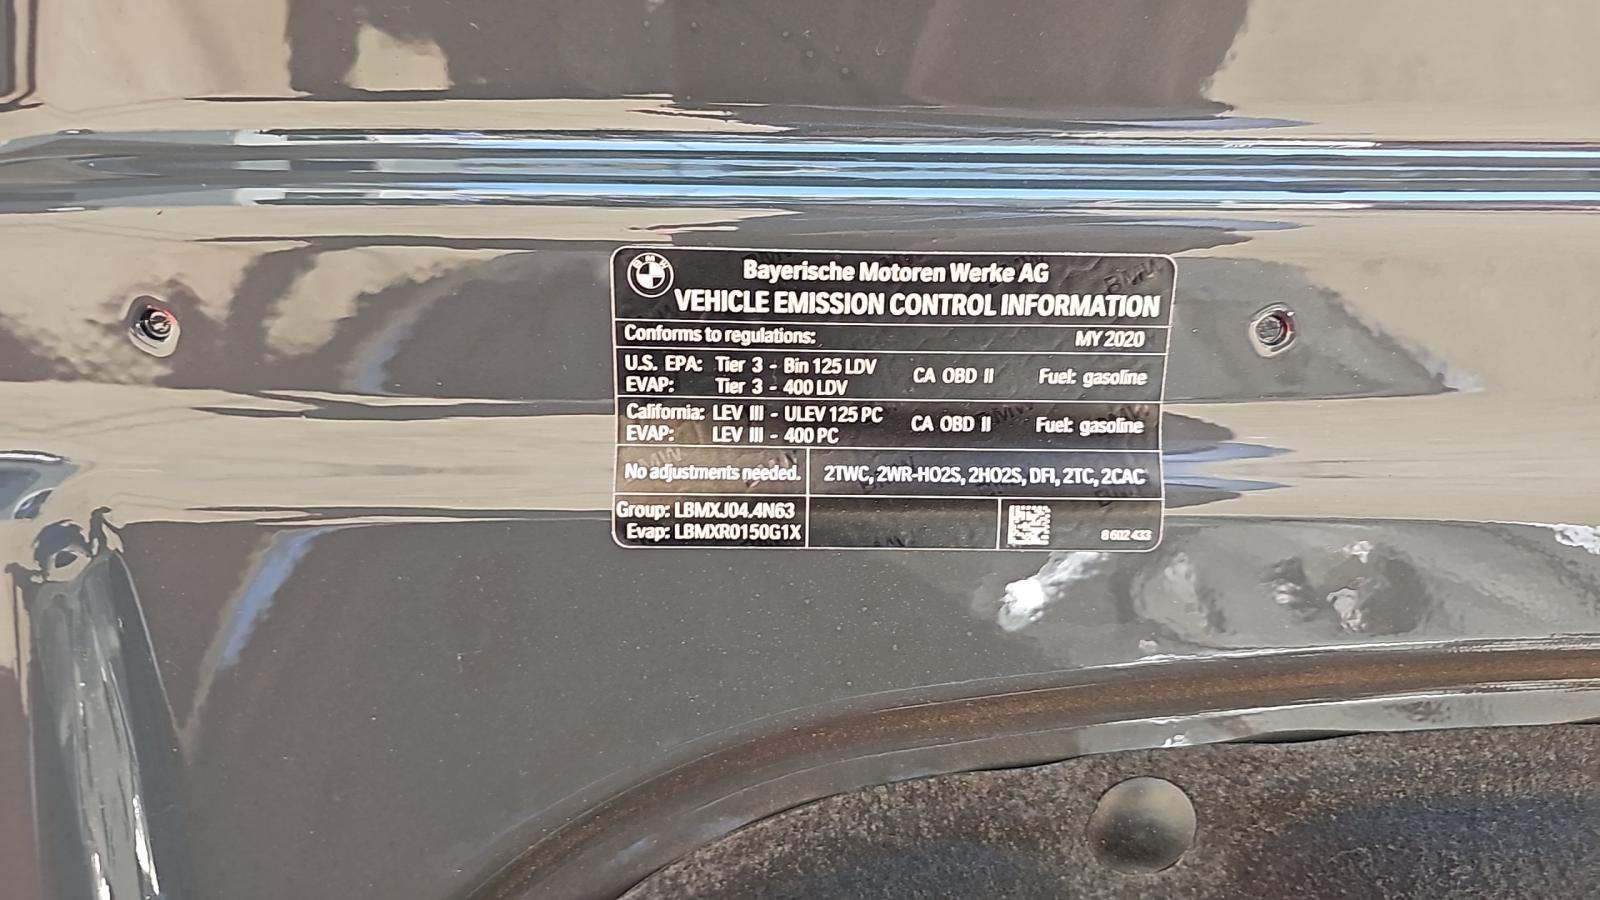 BMW
Bayerische Motoren Werke AG
VEHICLE EMISSION CONTROL INFORMATION
Conforms to regulations: MY 2020
U.S. EPA: Tier 3 - Bin 125 LDV CA OBD II Fuel: gasoline
EVAP: Tier 3 - 400 LDV
California: LEV III - ULEV 125 PC CA OBD II Fuel: gasoline
EVAP: LEV III - 400 PC
No adjustments needed. 2TWC, 2WR-HO2S, 2HO2S, DFI, 2TC, 2CAC
Group: LBMXJ04.4N63
Evap: LBMXR0150G1X 8 602 433